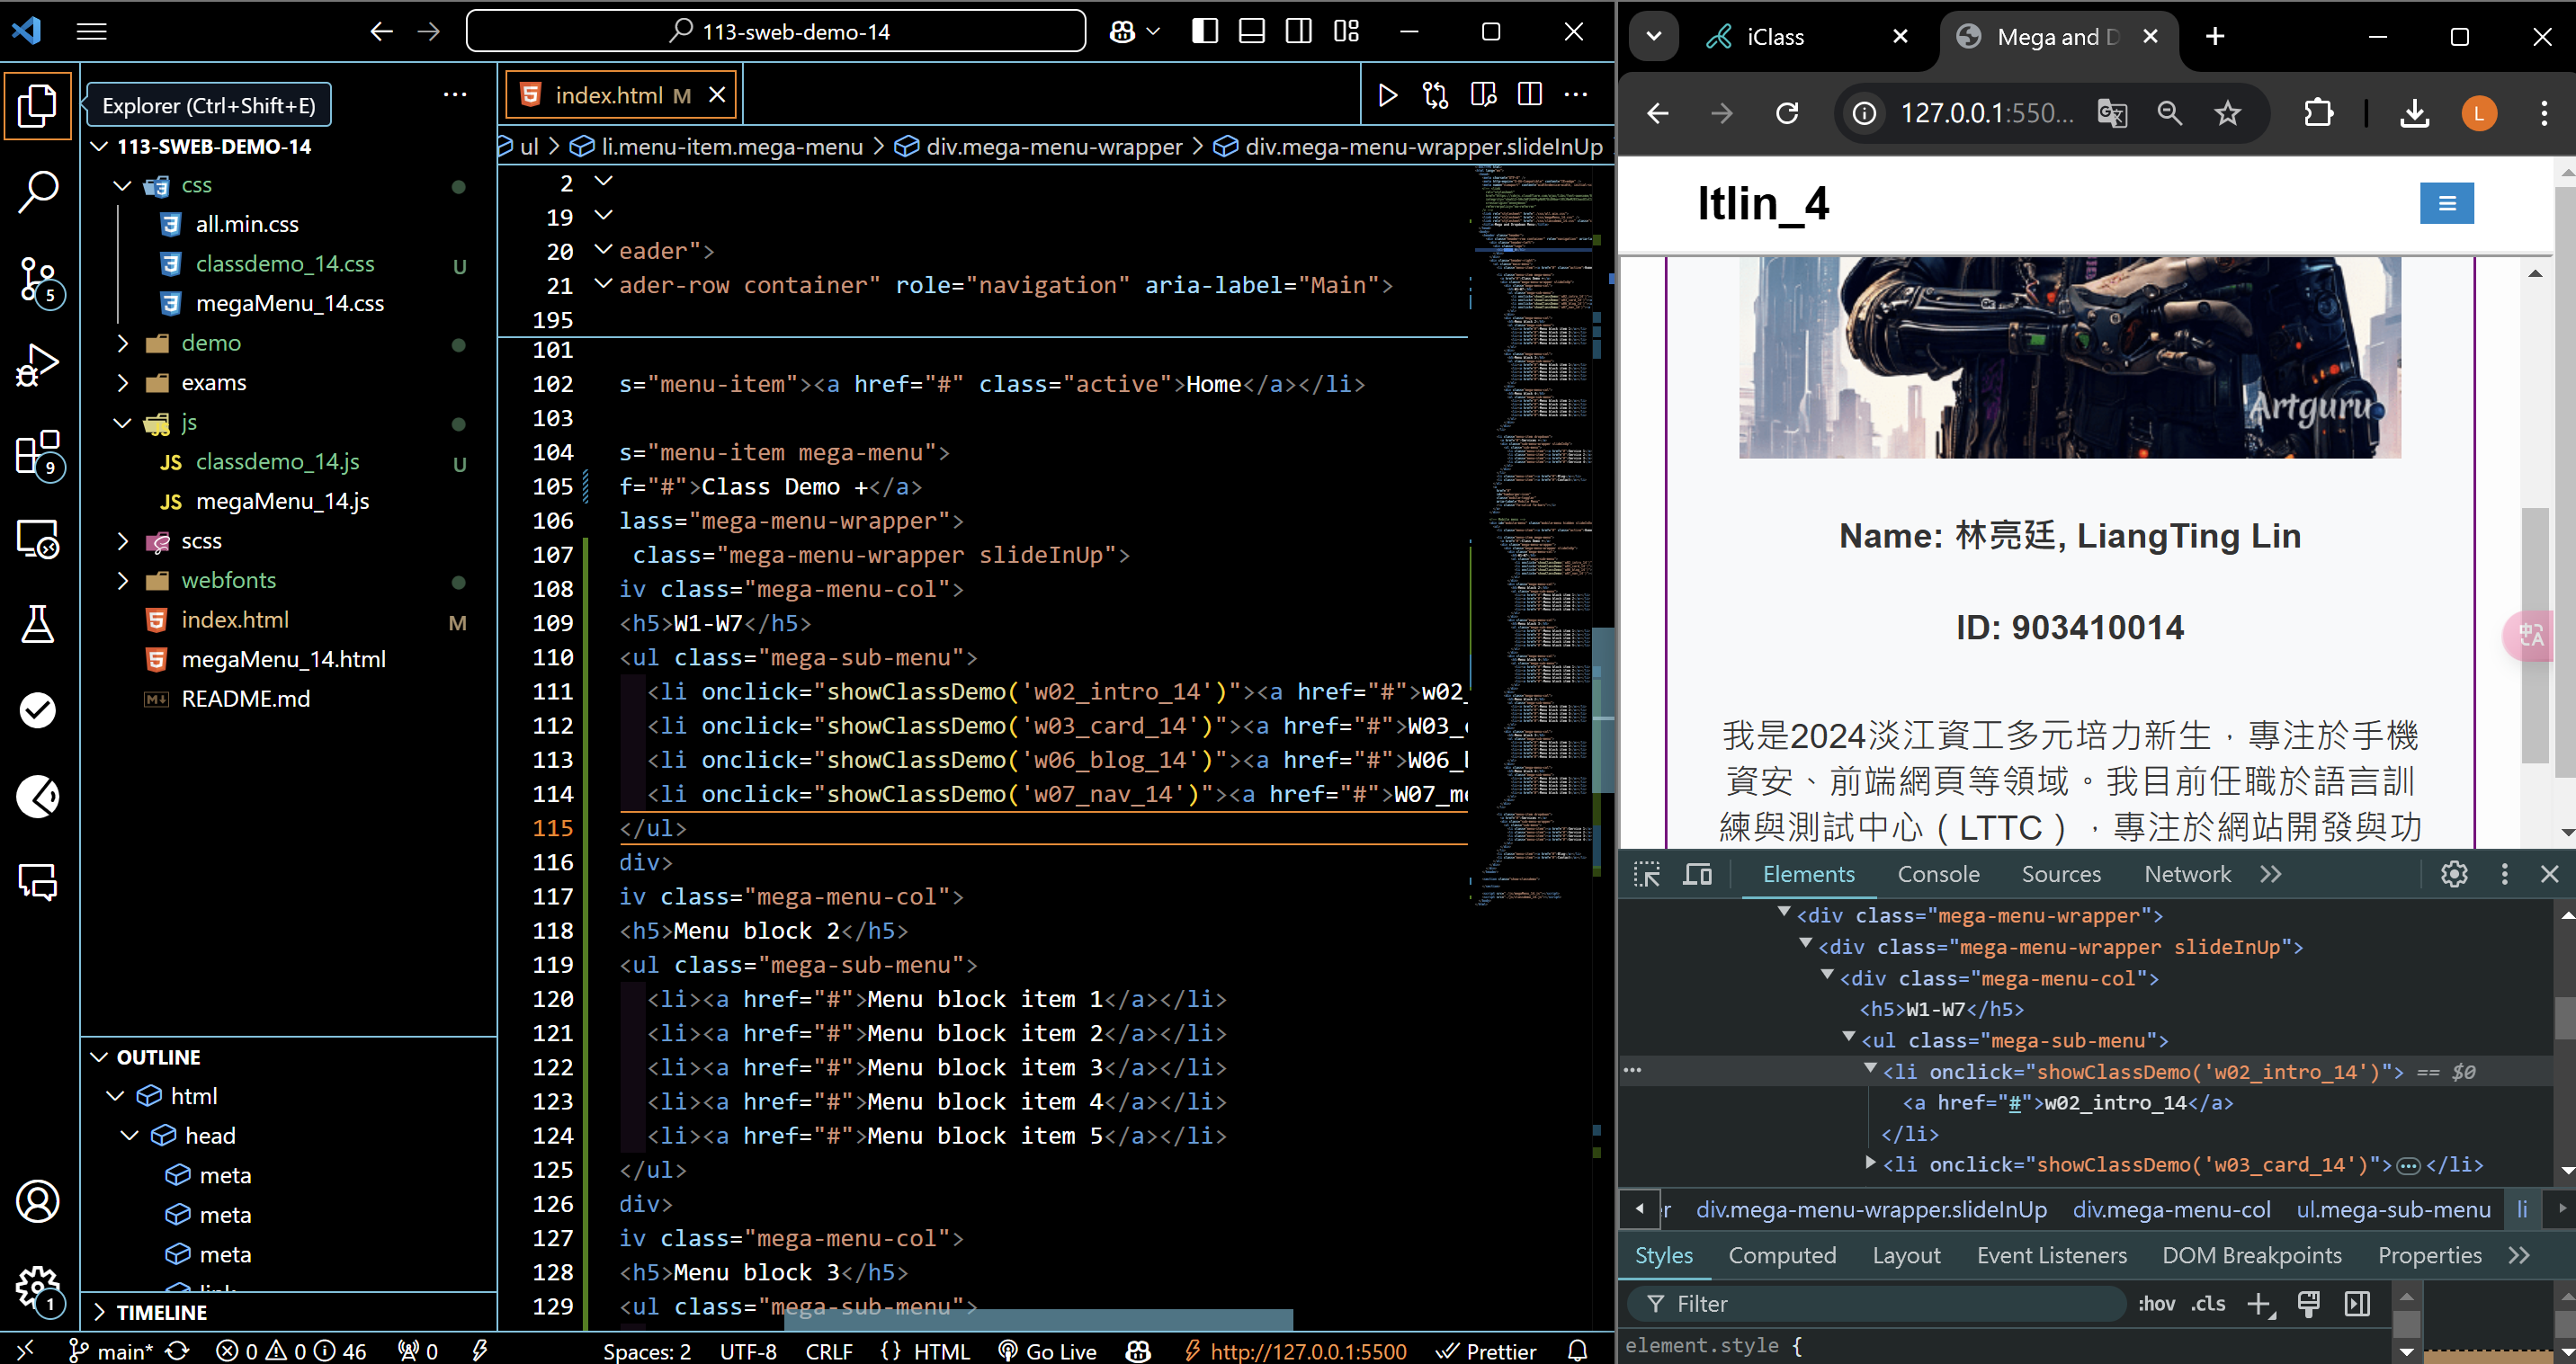 113-sweb-demo-14
Explorer (Ctrl+Shift+E)
113-SWEB-DEMO-14
css
all.min.css
classdemo_14.css U
megaMenu_14.css
demo
exams
js
JS classdemo_14.js U
JS megaMenu_14.js
scss
webfonts
index.html M
megaMenu_14.html
README.md
OUTLINE
html
head
meta
meta
meta
TIMELINE
5
9
1
index.html M
ul > li.menu-item.mega-menu > div.mega-menu-wrapper > div.mega-menu-wrapper.slideInUp
2
19
20 eader">
21 ader-row container" role="navigation" aria-label="Main">
195
101
102 s="menu-item"><a href="#" class="active">Home</a></li>
103
104 s="menu-item mega-menu">
105 f="#">Class Demo +</a>
106 lass="mega-menu-wrapper">
107 class="mega-menu-wrapper slideInUp">
108 iv class="mega-menu-col">
109 <h5>W1-W7</h5>
110 <ul class="mega-sub-menu">
111 <li onclick="showClassDemo('w02_intro_14')"><a href="#">w02_
112 <li onclick="showClassDemo('w03_card_14')"><a href="#">W03_
113 <li onclick="showClassDemo('w06_blog_14')"><a href="#">W06_
114 <li onclick="showClassDemo('w07_nav_14')"><a href="#">W07_me
115 </ul>
116 div>
117 iv class="mega-menu-col">
118 <h5>Menu block 2</h5>
119 <ul class="mega-sub-menu">
120 <li><a href="#">Menu block item 1</a></li>
121 <li><a href="#">Menu block item 2</a></li>
122 <li><a href="#">Menu block item 3</a></li>
123 <li><a href="#">Menu block item 4</a></li>
124 <li><a href="#">Menu block item 5</a></li>
125 </ul>
126 div>
127 iv class="mega-menu-col">
128 <h5>Menu block 3</h5>
129 <ul class="mega-sub-menu">
main* 0 0 46 0 Spaces: 2 UTF-8 CRLF {} HTML Go Live http://127.0.0.1:5500 Prettier
iClass
Mega and D
127.0.0.1:550...
L
ltlin_4
Artguru
Name: 林亮廷, LiangTing Lin
ID: 903410014
我是2024淡江資工多元培力新生，專注於手機
資安、前端網頁等領域。我目前任職於語言訓
練與測試中心（LTTC），專注於網站開發與功
中A
Elements Console Sources Network
<div class="mega-menu-wrapper">
<div class="mega-menu-wrapper slideInUp">
<div class="mega-menu-col">
<h5>W1-W7</h5>
<ul class="mega-sub-menu">
<li onclick="showClassDemo('w02_intro_14')"> == $0
<a href="#">w02_intro_14</a>
</li>
<li onclick="showClassDemo('w03_card_14')">…</li>
r div.mega-menu-wrapper.slideInUp div.mega-menu-col ul.mega-sub-menu li
Styles Computed Layout Event Listeners DOM Breakpoints Properties
Filter :hov .cls
element.style {